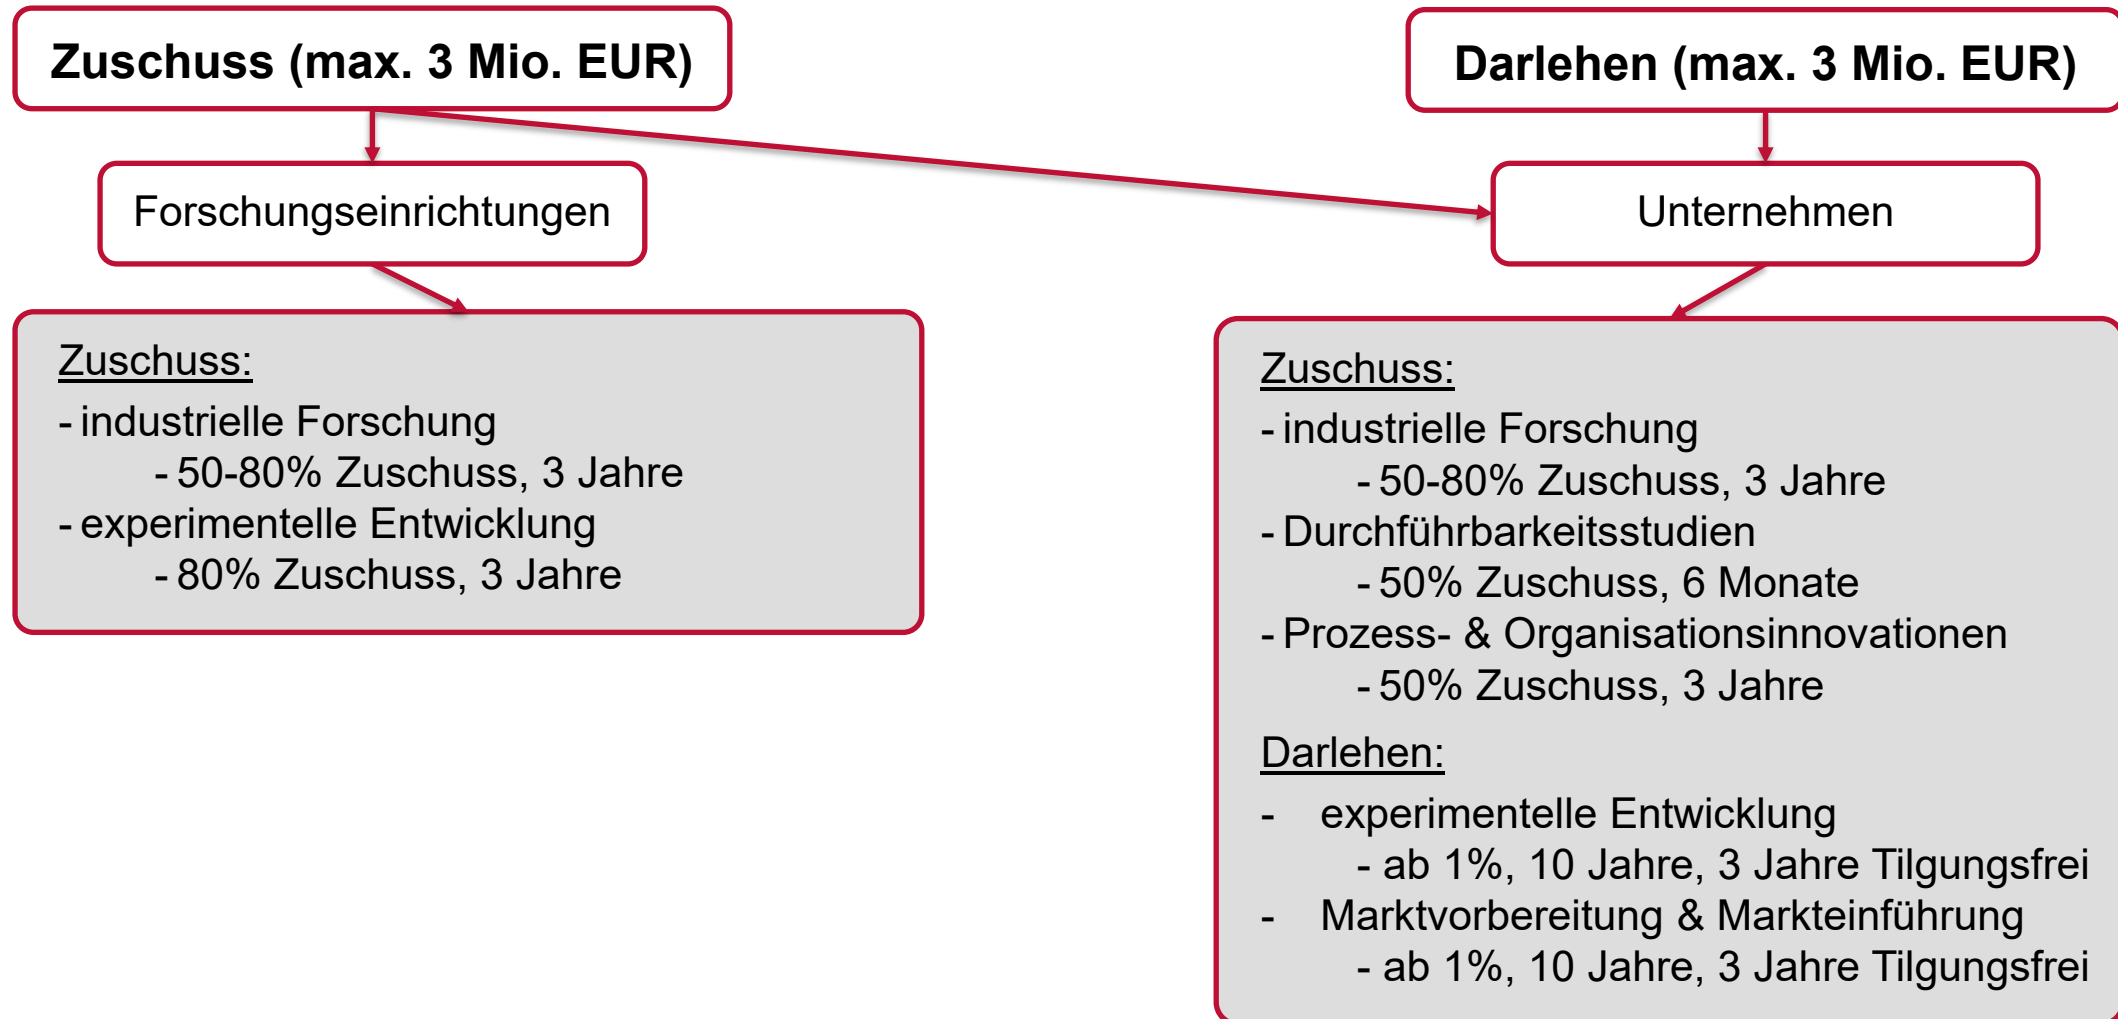 Zuschuss (max. 3 Mio. EUR)
Darlehen (max. 3 Mio. EUR)
Forschungseinrichtungen
Unternehmen
Zuschuss:
- industrielle Forschung
- 50-80% Zuschuss, 3 Jahre
- experimentelle Entwicklung
- 80% Zuschuss, 3 Jahre
Zuschuss:
- industrielle Forschung
- 50-80% Zuschuss, 3 Jahre
- Durchführbarkeitsstudien
- 50% Zuschuss, 6 Monate
- Prozess- & Organisationsinnovationen
- 50% Zuschuss, 3 Jahre
Darlehen:
- experimentelle Entwicklung
- ab 1%, 10 Jahre, 3 Jahre Tilgungsfrei
- Marktvorbereitung & Markteinführung
- ab 1%, 10 Jahre, 3 Jahre Tilgungsfrei